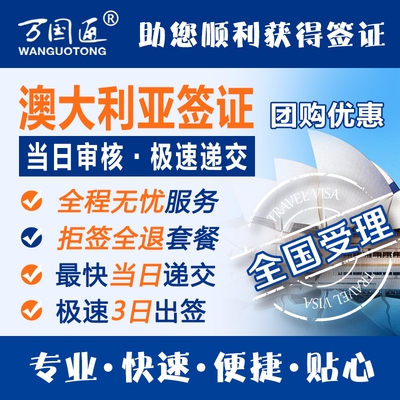 万国通®
WANGUOTONG
助您顺利获得签证
澳大利亚签证
团购优惠
当日审核·极速递交
全程无忧服务
拒签全退套餐
最快当日递交
极速3日出签
TRAVEL VISA
全国受理
TRAVEL VISA
专业·快速·便捷·贴心